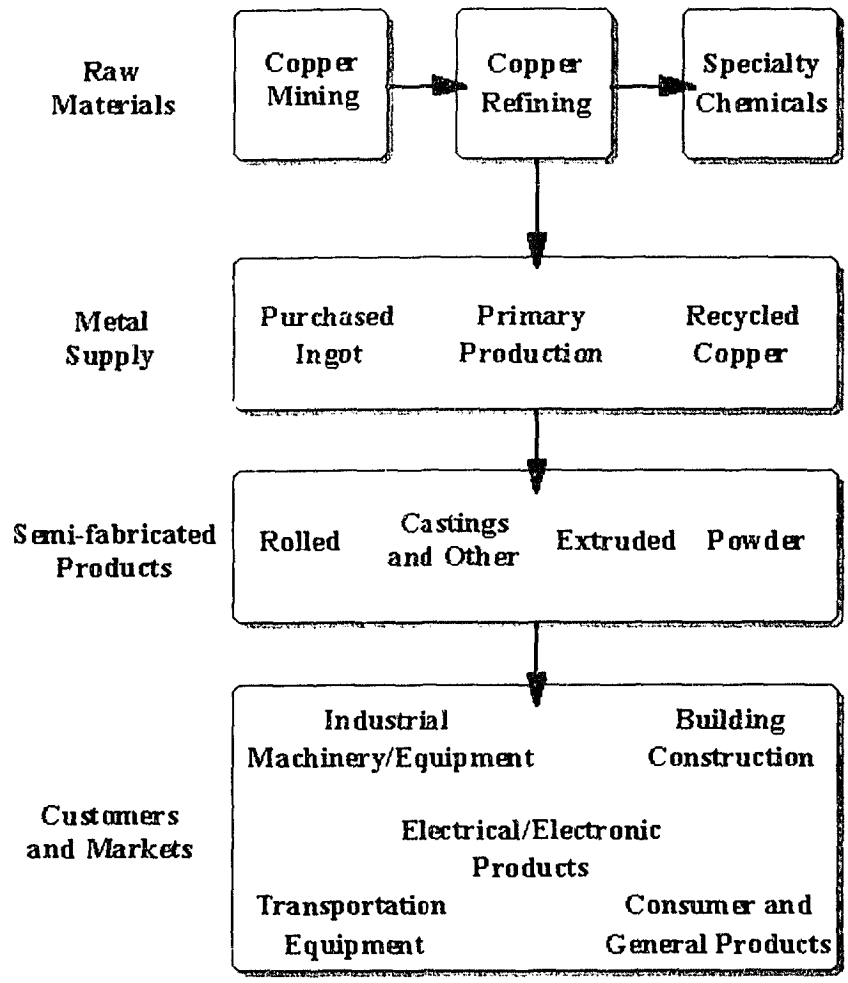 Raw
Materials
Copper
Mining
Copper
Refining
Specialty
Chemicals
Metal
Supply
Purchased
Ingot
Primary
Production
Recycled
Copper
Semi-fabricated
Products
Rolled
Castings
and Other
Extruded
Powder
Customers
and Markets
Industrial
Machinery/Equipment
Building
Construction
Electrical/Electronic
Products
Transportation
Equipment
Consumer and
General Products